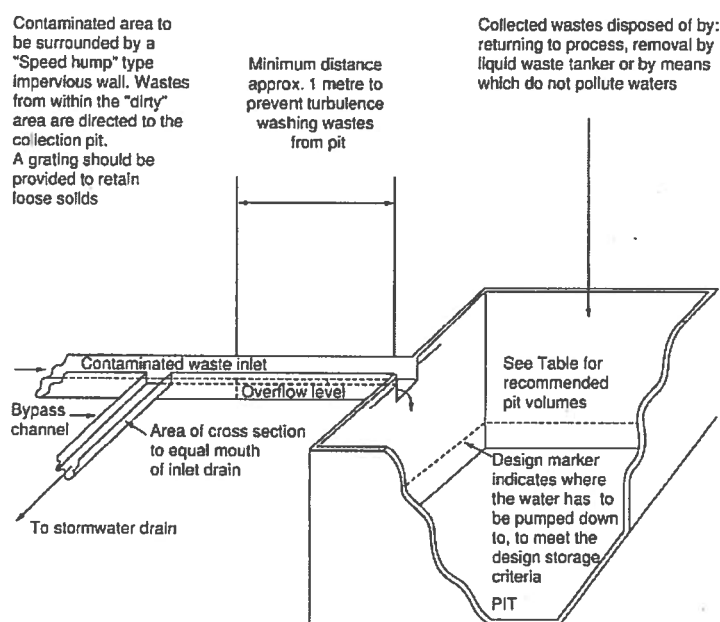 Contaminated area to
be surrounded by a
"Speed hump" type
impervious wall. Wastes
from within the "dirty"
area are directed to the
collection pit.
A grating should be
provided to retain
loose solids
Minimum distance
approx. 1 metre to
prevent turbulence
washing wastes
from pit
Collected wastes disposed of by:
returning to process, removal by
liquid waste tanker or by means
which do not pollute waters
Contaminated waste inlet
Overflow level
Bypass
channel
Area of cross section
to equal mouth
of inlet drain
To stormwater drain
See Table for
recommended
pit volumes
Design marker
indicates where
the water has to
be pumped down
to, to meet the
design storage
criteria
PIT